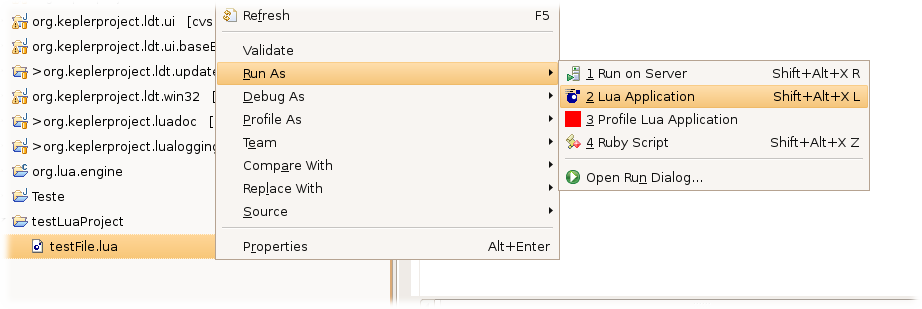 org.keplerproject.ldt.ui [cvs
org.keplerproject.ldt.ui.base
>org.keplerproject.ldt.update
org.keplerproject.ldt.win32 [
>org.keplerproject.luadoc [
>org.keplerproject.lualogging
org.lua.engine
Teste
testLuaProject
testFile.lua
Refresh F5
Validate
Run As
Debug As
Profile As
Team
Compare With
Replace With
Source
Properties Alt+Enter
1 Run on Server Shift+Alt+X R
2 Lua Application Shift+Alt+X L
3 Profile Lua Application
4 Ruby Script Shift+Alt+X Z
Open Run Dialog...